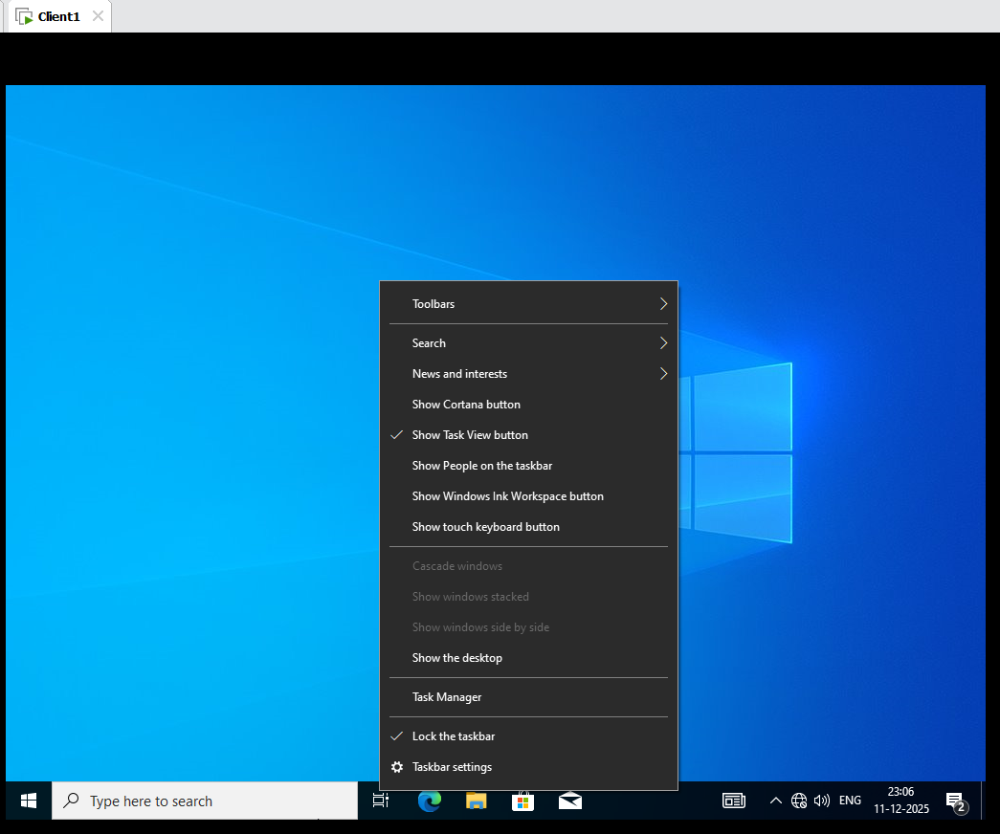 Client1
Toolbars
Search
News and interests
Show Cortana button
Show Task View button
Show People on the taskbar
Show Windows Ink Workspace button
Show touch keyboard button
Cascade windows
Show windows stacked
Show windows side by side
Show the desktop
Task Manager
Lock the taskbar
Taskbar settings
Type here to search
ENG
23:06
11-12-2025
2